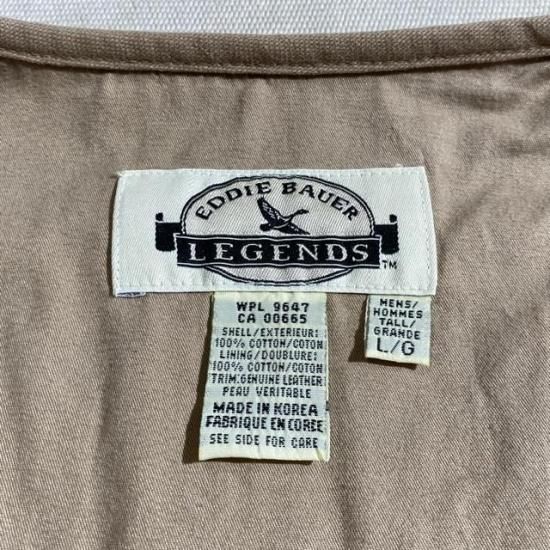 EDDIE BAUER
LEGENDS
TM
WPL 9647
CA 00665
SHELL/EXTERIEUR:
100% COTTON/COTON
LINING/DOUBLURE:
100% COTTON/COTON
TRIM:GENUINE LEATHER/
PEAU VERITABLE
MADE IN KOREA
FABRIQUE EN COREE
SEE SIDE FOR CARE
MENS/
HOMMES
TALL/
GRANDE
L/G